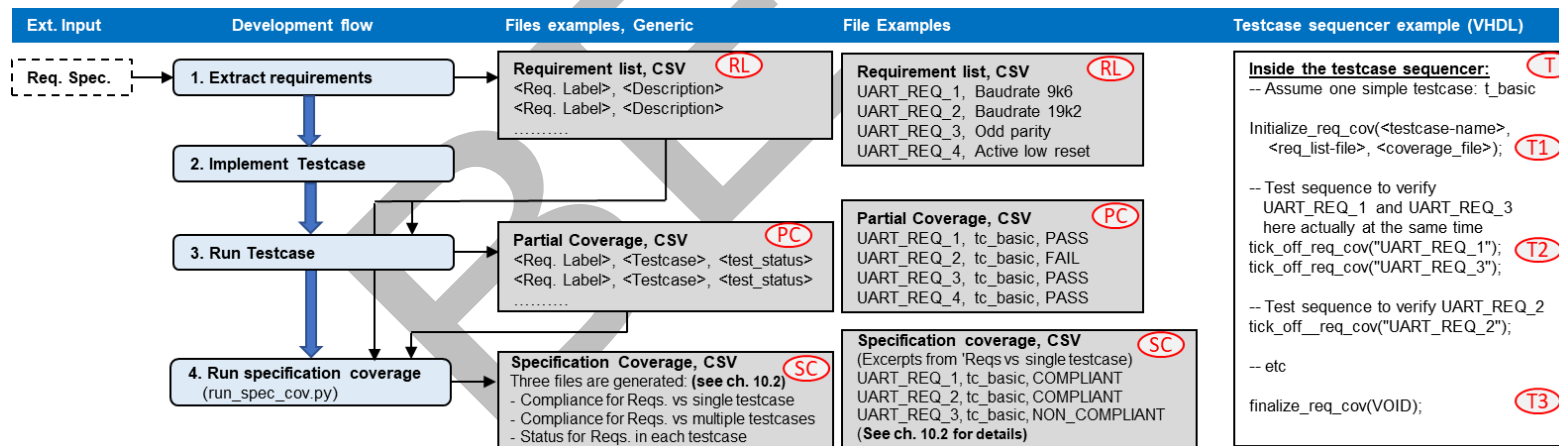 Ext. Input
Development flow
Files examples, Generic
File Examples
Testcase sequencer example (VHDL)
Req. Spec.
1. Extract requirements
2. Implement Testcase
3. Run Testcase
4. Run specification coverage
(run_spec_cov.py)
Requirement list, CSV
RL
<Req. Label>, <Description>
<Req. Label>, <Description>
..........
Partial Coverage, CSV
PC
<Req. Label>, <Testcase>, <test_status>
<Req. Label>, <Testcase>, <test_status>
..........
Specification Coverage, CSV
SC
Three files are generated: (see ch. 10.2)
- Compliance for Reqs. vs single testcase
- Compliance for Reqs. vs multiple testcases
- Status for Reqs. in each testcase
Requirement list, CSV
RL
UART_REQ_1, Baudrate 9k6
UART_REQ_2, Baudrate 19k2
UART_REQ_3, Odd parity
UART_REQ_4, Active low reset
Partial Coverage, CSV
PC
UART_REQ_1, tc_basic, PASS
UART_REQ_2, tc_basic, FAIL
UART_REQ_3, tc_basic, PASS
UART_REQ_4, tc_basic, PASS
Specification coverage, CSV
SC
(Excerpts from 'Reqs vs single testcase)
UART_REQ_1, tc_basic, COMPLIANT
UART_REQ_2, tc_basic, COMPLIANT
UART_REQ_3, tc_basic, NON_COMPLIANT
(See ch. 10.2 for details)
Inside the testcase sequencer:
T
-- Assume one simple testcase: t_basic
Initialize_req_cov(<testcase-name>,
<req_list-file>, <coverage_file>);
T1
-- Test sequence to verify
UART_REQ_1 and UART_REQ_3
here actually at the same time
tick_off_req_cov("UART_REQ_1");
T2
tick_off_req_cov("UART_REQ_3");
-- Test sequence to verify UART_REQ_2
tick_off__req_cov("UART_REQ_2");
-- etc
finalize_req_cov(VOID);
T3